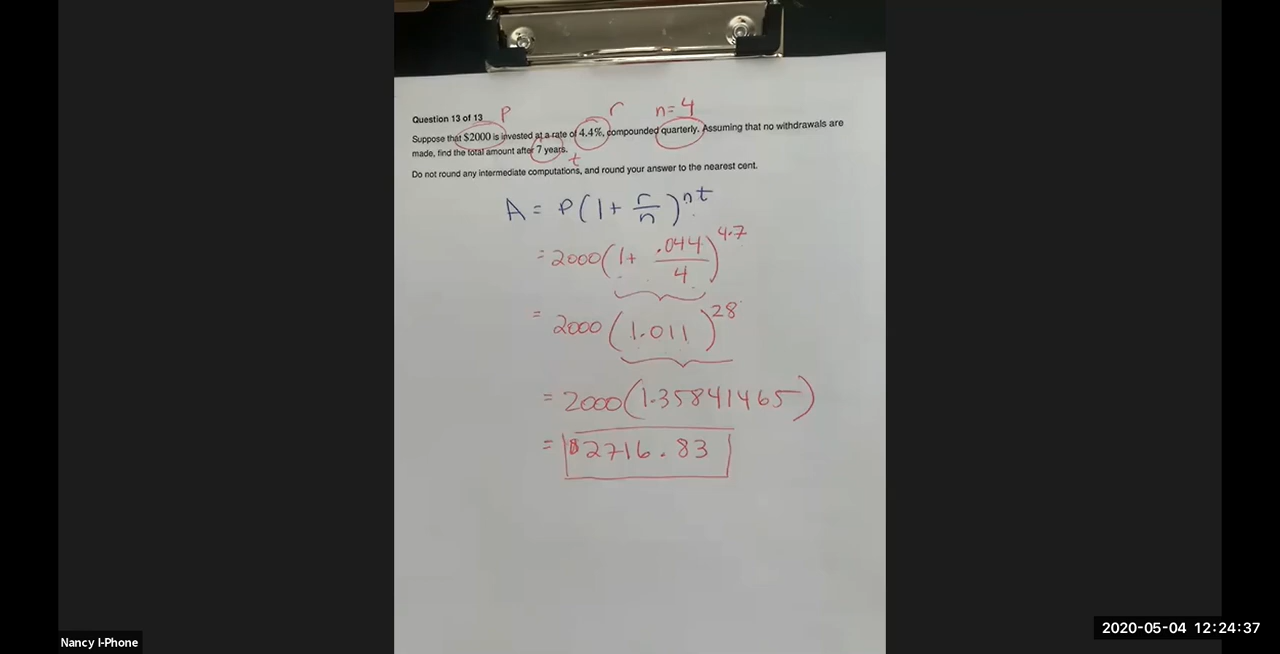 Question 13 of 13 P r n=4
Suppose that $2000 is invested at a rate of 4.4%, compounded quarterly. Assuming that no withdrawals are
made, find the total amount after 7 years.
t
Do not round any intermediate computations, and round your answer to the nearest cent.
A = P(1+ r/n)^nt
= 2000(1+ .044/4)^4·7
= 2000 (1.011)^28
= 2000(1.35841465)
= $2716.83
Nancy I-Phone
2020-05-04 12:24:37